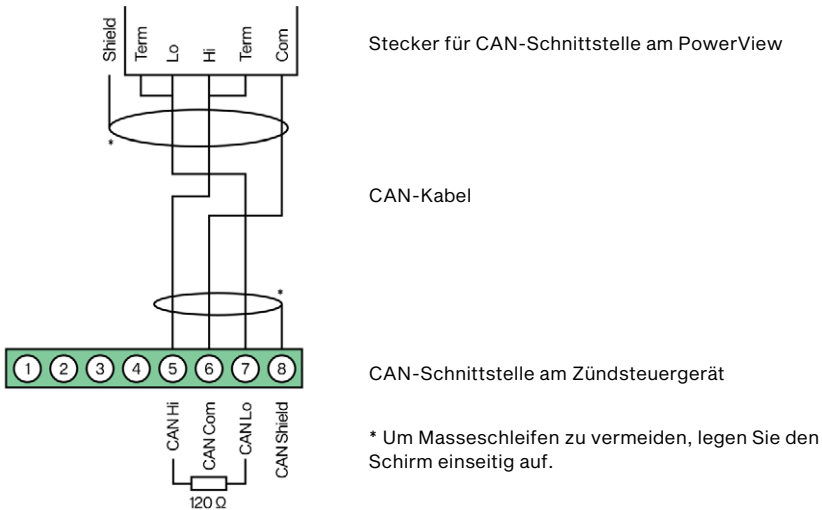 Shield
Term
Lo
Hi
Term
Com
Stecker für CAN-Schnittstelle am PowerView
*
CAN-Kabel
*
1 2 3 4 5 6 7 8
CAN-Schnittstelle am Zündsteuergerät
CAN Hi
CAN Com
CAN Lo
CAN Shield
120 Ω
* Um Masseschleifen zu vermeiden, legen Sie den
Schirm einseitig auf.